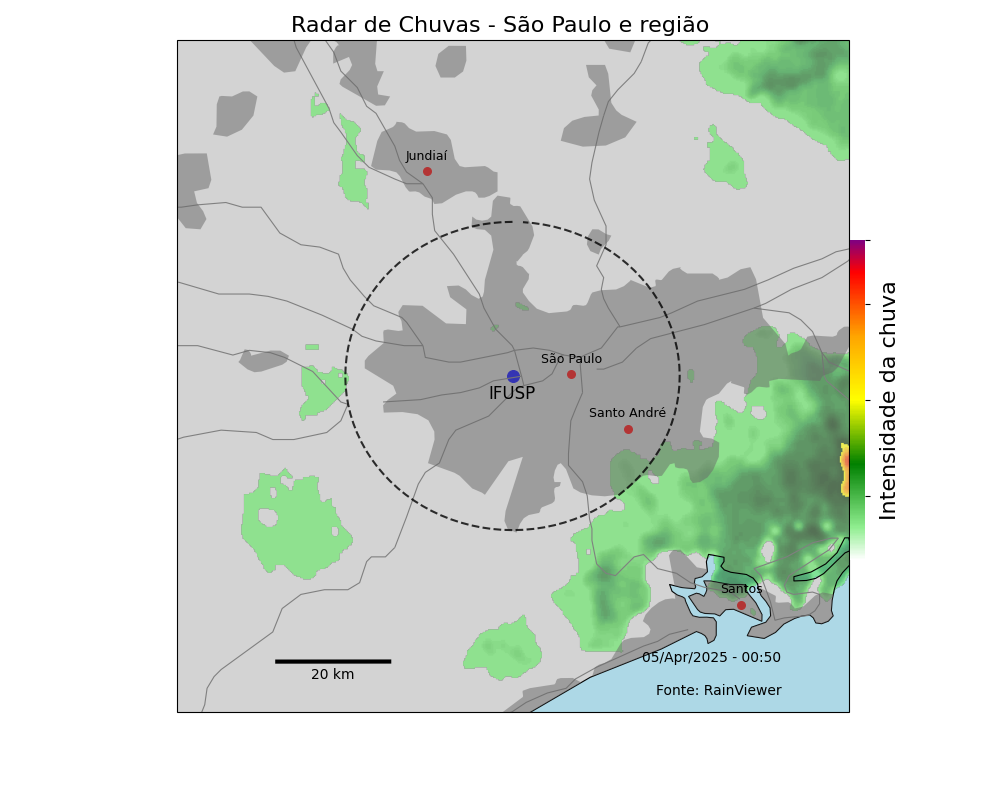 Radar de Chuvas - São Paulo e região
Jundiaí
São Paulo
IFUSP
Santo André
Santos
05/Apr/2025 - 00:50
20 km
Fonte: RainViewer
Intensidade da chuva